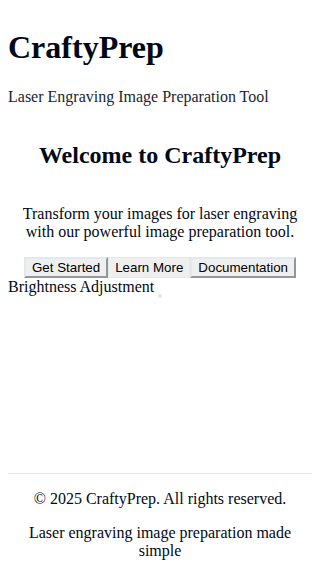 CraftyPrep
Laser Engraving Image Preparation Tool
Welcome to CraftyPrep
Transform your images for laser engraving
with our powerful image preparation tool.
Get Started Learn More Documentation
Brightness Adjustment
© 2025 CraftyPrep. All rights reserved.
Laser engraving image preparation made
simple